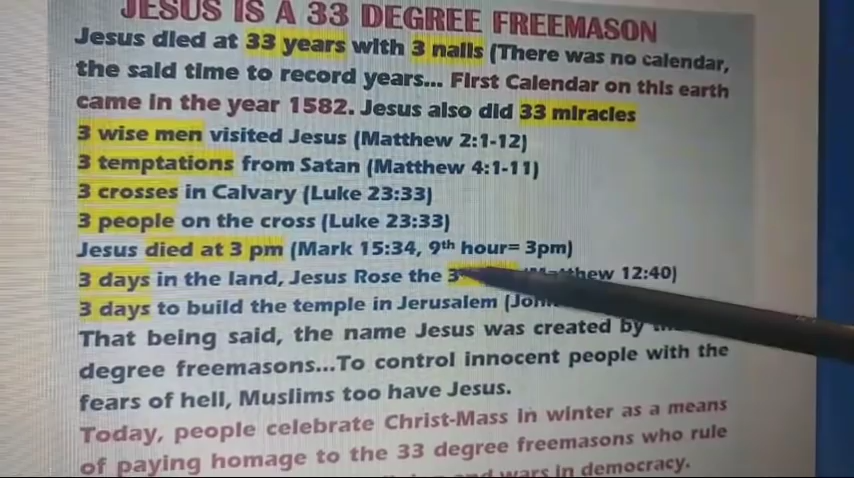 JESUS IS A 33 DEGREE FREEMASON
Jesus died at 33 years with 3 nails (There was no calendar,
the said time to record years... First Calendar on this earth
came in the year 1582. Jesus also did 33 miracles
3 wise men visited Jesus (Matthew 2:1-12)
3 temptations from Satan (Matthew 4:1-11)
3 crosses in Calvary (Luke 23:33)
3 people on the cross (Luke 23:33)
Jesus died at 3 pm (Mark 15:34, 9th hour= 3pm)
3 days in the land, Jesus Rose the 3 (Matthew 12:40)
3 days to build the temple in Jerusalem
That being said, the name Jesus was created by
degree freemasons...To control innocent people with the
fears of hell, Muslims too have Jesus.
Today, people celebrate Christ-Mass in winter as a means
of paying homage to the 33 degree freemasons who rule
and wars in democracy.